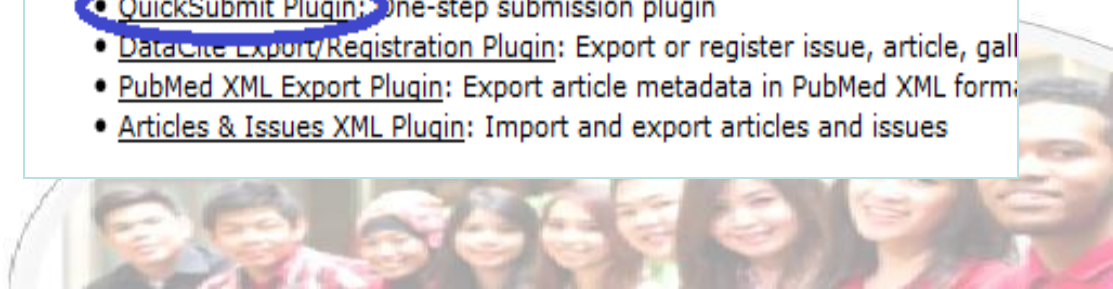 • QuickSubmit Plugin: One-step submission plugin
• DataCite Export/Registration Plugin: Export or register issue, article, gall
• PubMed XML Export Plugin: Export article metadata in PubMed XML forma
• Articles & Issues XML Plugin: Import and export articles and issues